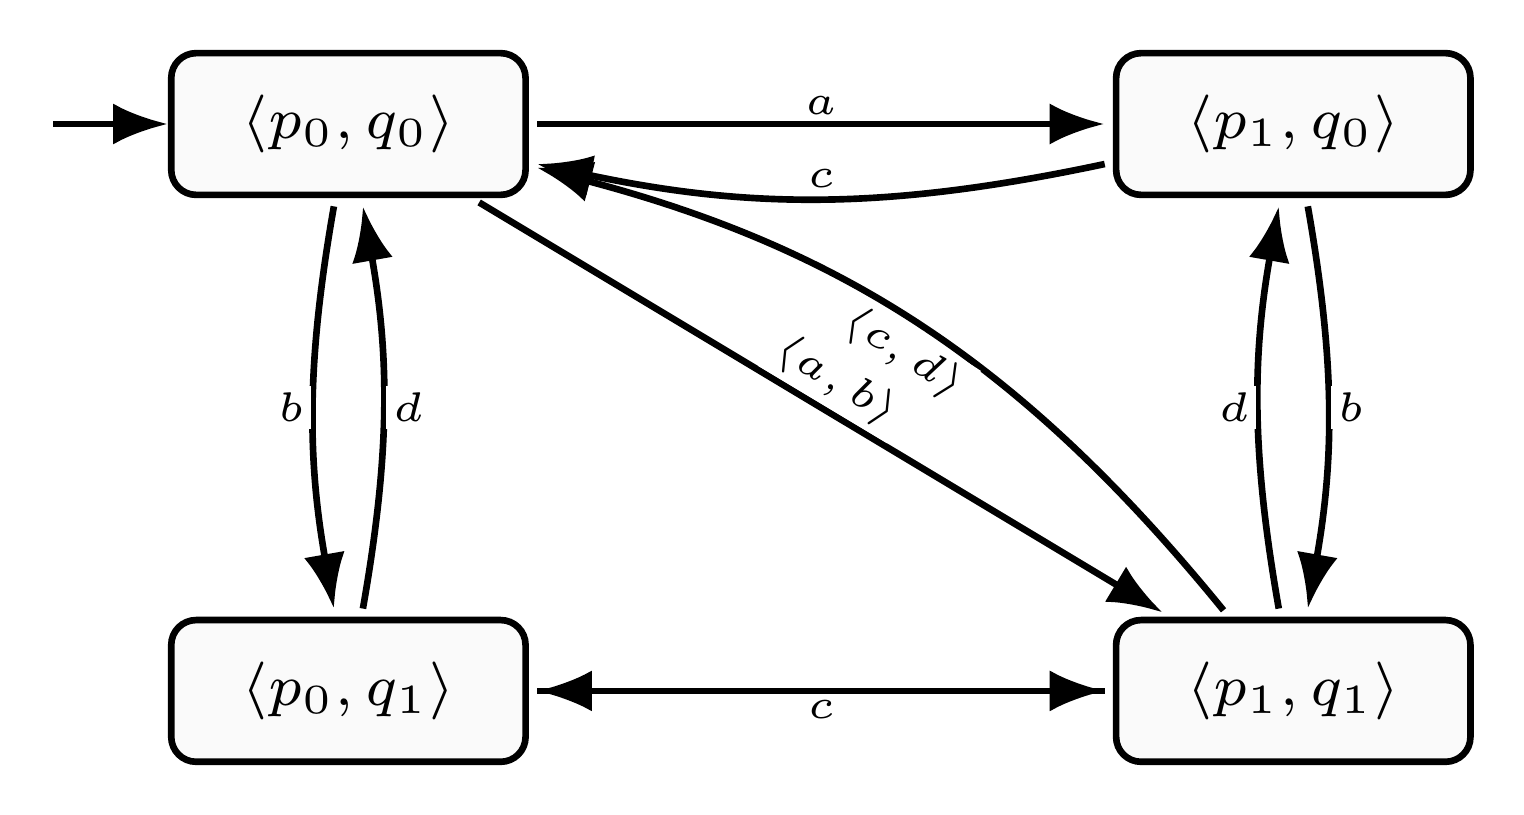 ⟨p₀, q₀⟩
a
⟨p₁, q₀⟩
c
⟨c, d⟩
⟨a, b⟩
b
d
d
b
⟨p₀, q₁⟩
c
⟨p₁, q₁⟩